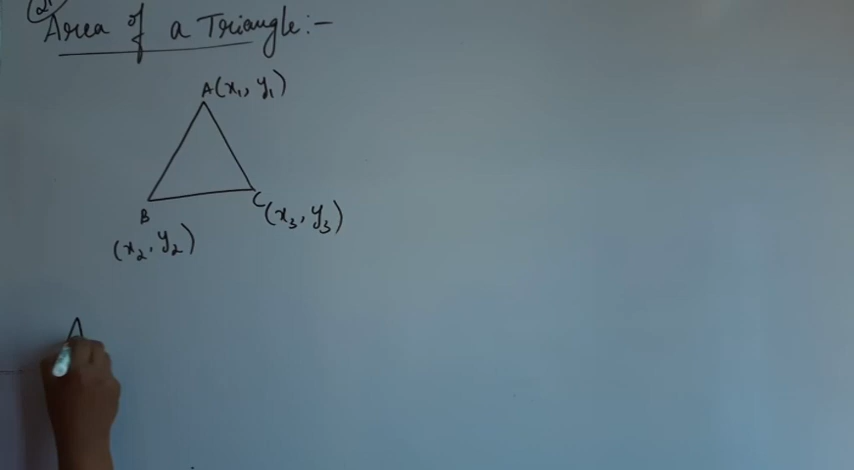 Area of a Triangle:-
A(x₁, y₁)
B
C
(x₃, y₃)
(x₂, y₂)